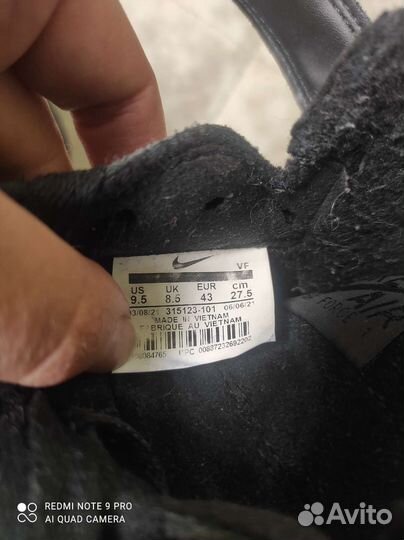 VF
US UK EUR cm
9.5 8.5 43 27.5
03/08/21 315123-101 06/06/21
MADE IN VIETNAM
FABRIQUE AU VIETNAM
UPC 00887232692202
REDMI NOTE 9 PRO
AI QUAD CAMERA
Avito